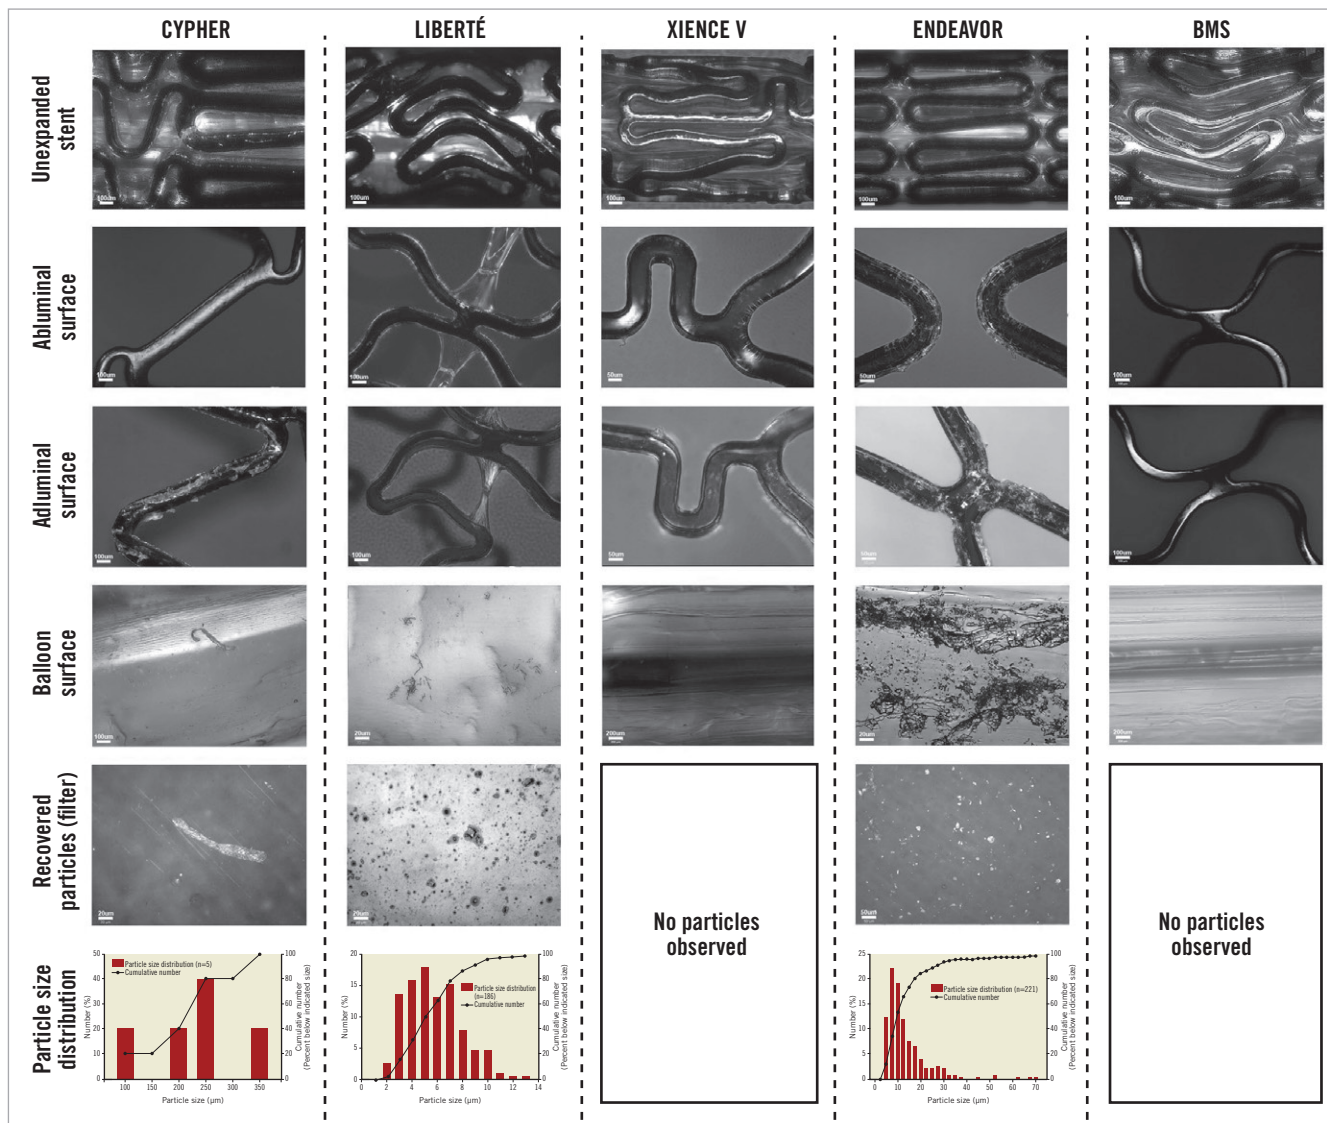 CYPHER
LIBERTÉ
XIENCE V
ENDEAVOR
BMS
Unexpanded
stent
100um
100um
100um
100um
100um
Abluminal
surface
100um
100um
50um
50um
100um
Adluminal
surface
100um
100um
50um
50um
100um
Balloon
surface
100um
20um
200um
20um
200um
Recovered
particles (filter)
20um
20um
No particles
observed
50um
No particles
observed
Particle size
distribution
Number (%)
50
40
30
20
10
0
Particle size distribution (n=5)
Cumulative number
100
80
60
40
20
0
Cumulative number
(Percent below indicated size)
100
150
200
250
300
350
Particle size (µm)
Number (%)
20
15
10
5
0
Particle size distribution
(n=186)
Cumulative number
100
80
60
40
20
0
Cumulative number
(Percent below indicated size)
0
2
4
6
8
10
12
14
Particle size (µm)
Number (%)
25
20
15
10
5
0
Particle size distribution (n=221)
Cumulative number
100
80
60
40
20
0
Cumulative number
(Percent below indicated size)
0
10
20
30
40
50
60
70
Particle size (µm)